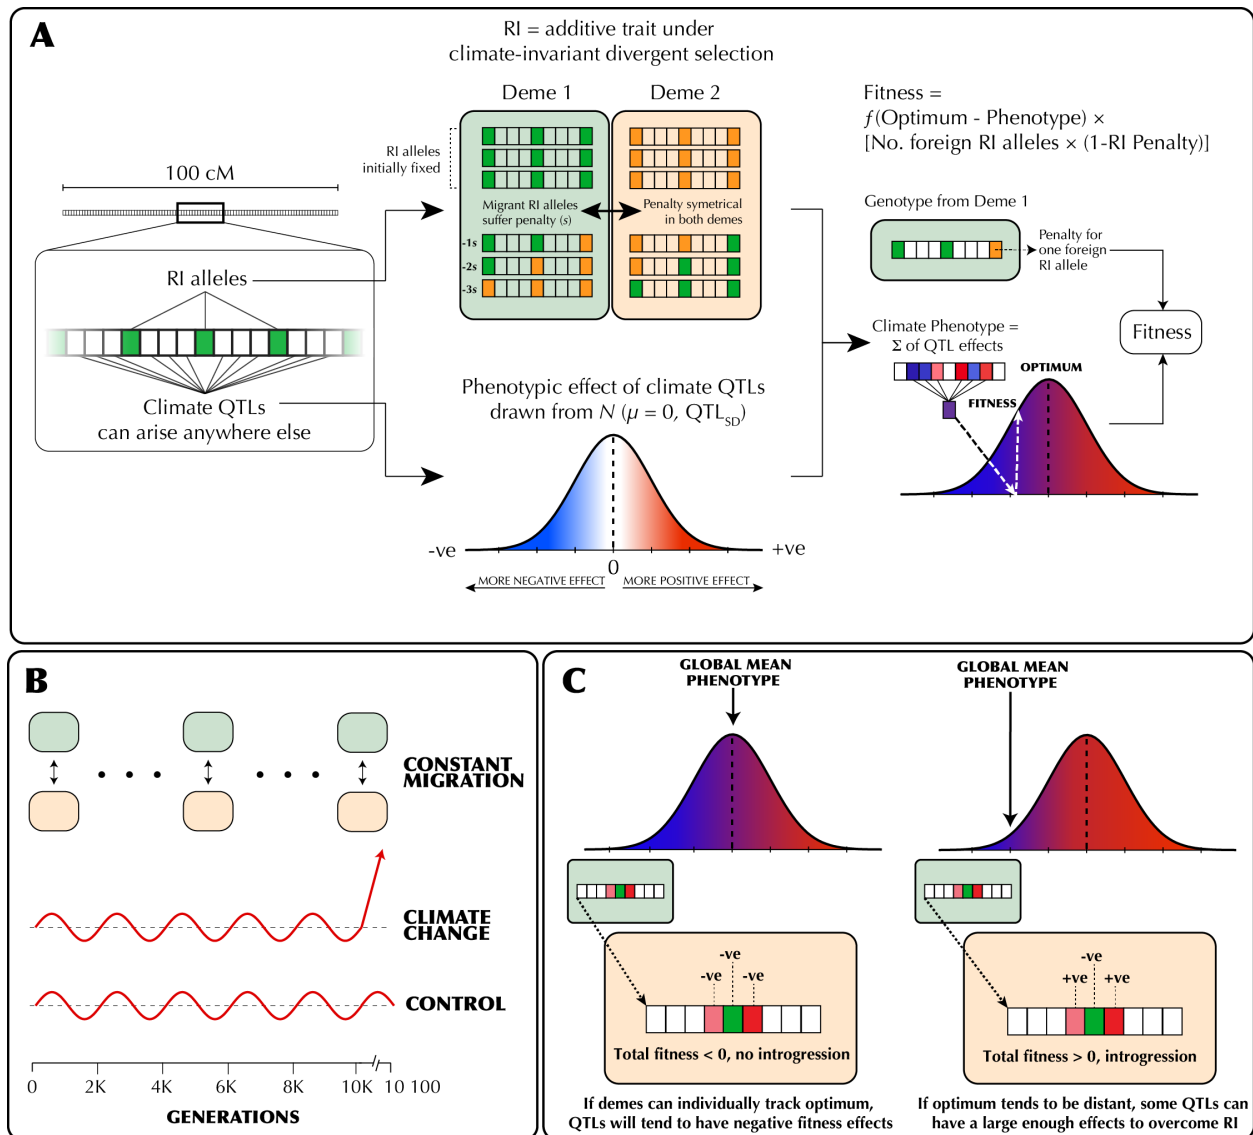 A
RI = additive trait under
climate-invariant divergent selection
Deme 1
Deme 2
RI alleles
initially fixed
Migrant RI alleles
suffer penalty (s)
Penalty symetrical
in both demes
-1s
-2s
-3s
100 cM
RI alleles
Climate QTLs
can arise anywhere else
Phenotypic effect of climate QTLs
drawn from N (μ = 0, QTLSD)
-ve
+ve
0
MORE NEGATIVE EFFECT
MORE POSITIVE EFFECT
Fitness =
f(Optimum - Phenotype) ×
[No. foreign RI alleles × (1-RI Penalty)]
Genotype from Deme 1
Penalty for
one foreign
RI allele
Climate Phenotype =
Σ of QTL effects
OPTIMUM
FITNESS
Fitness
B
CONSTANT
MIGRATION
CLIMATE
CHANGE
CONTROL
0
2K
4K
6K
8K
10K
10 100
GENERATIONS
C
GLOBAL MEAN
PHENOTYPE
-ve
-ve
-ve
Total fitness < 0, no introgression
If demes can individually track optimum,
QTLs will tend to have negative fitness effects
GLOBAL MEAN
PHENOTYPE
-ve
+ve
+ve
Total fitness > 0, introgression
If optimum tends to be distant, some QTLs can
have a large enough effects to overcome RI